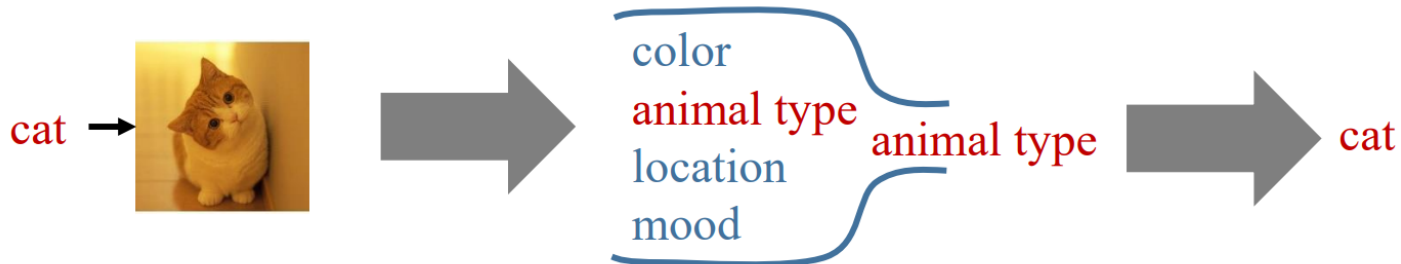 cat
color
animal type
location
mood
animal type
cat